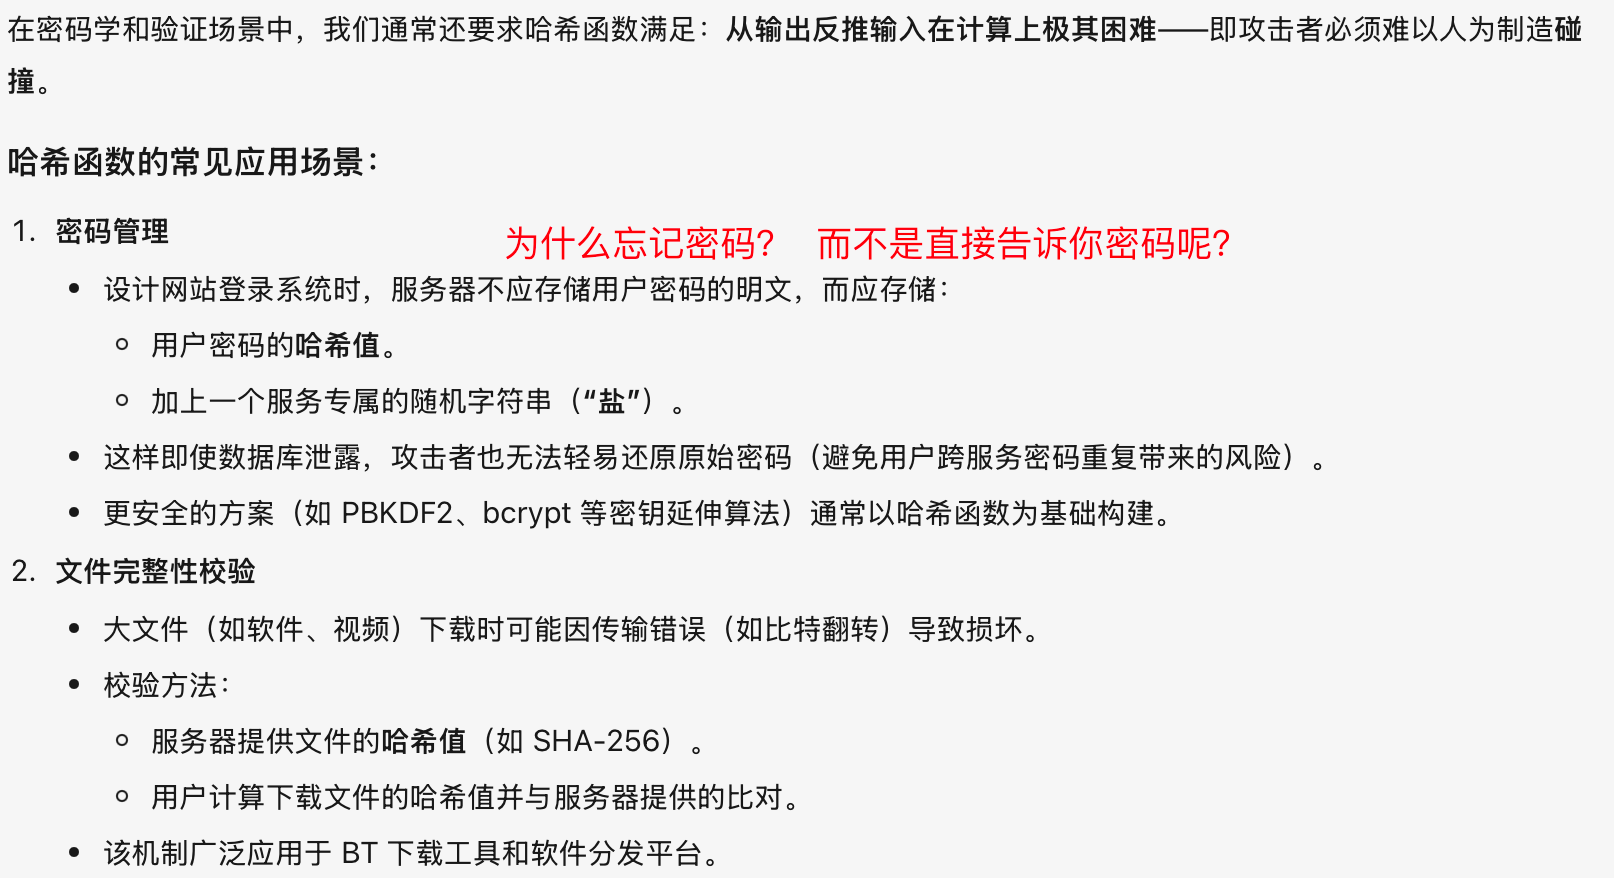 在密码学和验证场景中，我们通常还要求哈希函数满足：从输出反推输入在计算上极其困难——即攻击者必须难以人为制造碰
撞。
哈希函数的常见应用场景：
1. 密码管理
为什么忘记密码？ 而不是直接告诉你密码呢？
• 设计网站登录系统时，服务器不应存储用户密码的明文，而应存储：
◦ 用户密码的哈希值。
◦ 加上一个服务专属的随机字符串（“盐”）。
• 这样即使数据库泄露，攻击者也无法轻易还原原始密码（避免用户跨服务密码重复带来的风险）。
• 更安全的方案（如 PBKDF2、bcrypt 等密钥延伸算法）通常以哈希函数为基础构建。
2. 文件完整性校验
• 大文件（如软件、视频）下载时可能因传输错误（如比特翻转）导致损坏。
• 校验方法：
◦ 服务器提供文件的哈希值（如 SHA-256）。
◦ 用户计算下载文件的哈希值并与服务器提供的比对。
• 该机制广泛应用于 BT 下载工具和软件分发平台。